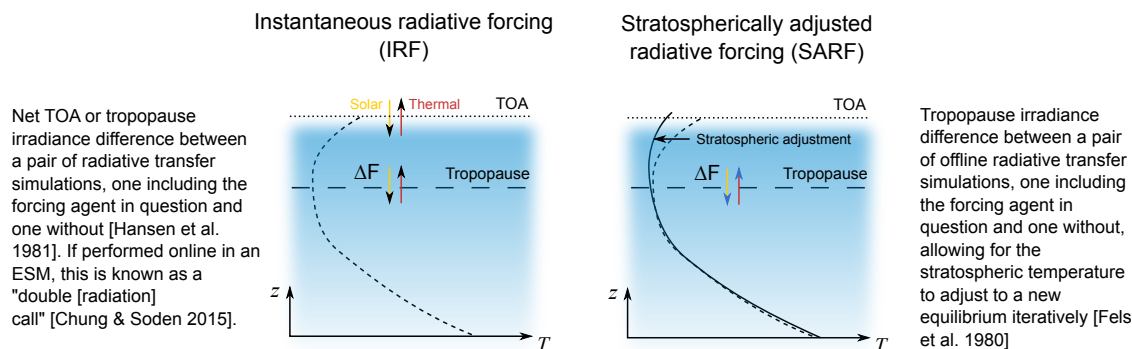 Instantaneous radiative forcing
(IRF)
Stratospherically adjusted
radiative forcing (SARF)
Net TOA or tropopause
irradiance difference between
a pair of radiative transfer
simulations, one including the
forcing agent in question and
one without [Hansen et al.
1981]. If performed online in an
ESM, this is known as a
"double [radiation]
call" [Chung & Soden 2015].
Solar
Thermal
TOA
ΔF
Tropopause
z
T
TOA
Stratospheric adjustment
ΔF
Tropopause
z
T
Tropopause irradiance
difference between a pair
of offline radiative transfer
simulations, one including
the forcing agent in
question and one without,
allowing for the
stratospheric temperature
to adjust to a new
equilibrium iteratively [Fels
et al. 1980]